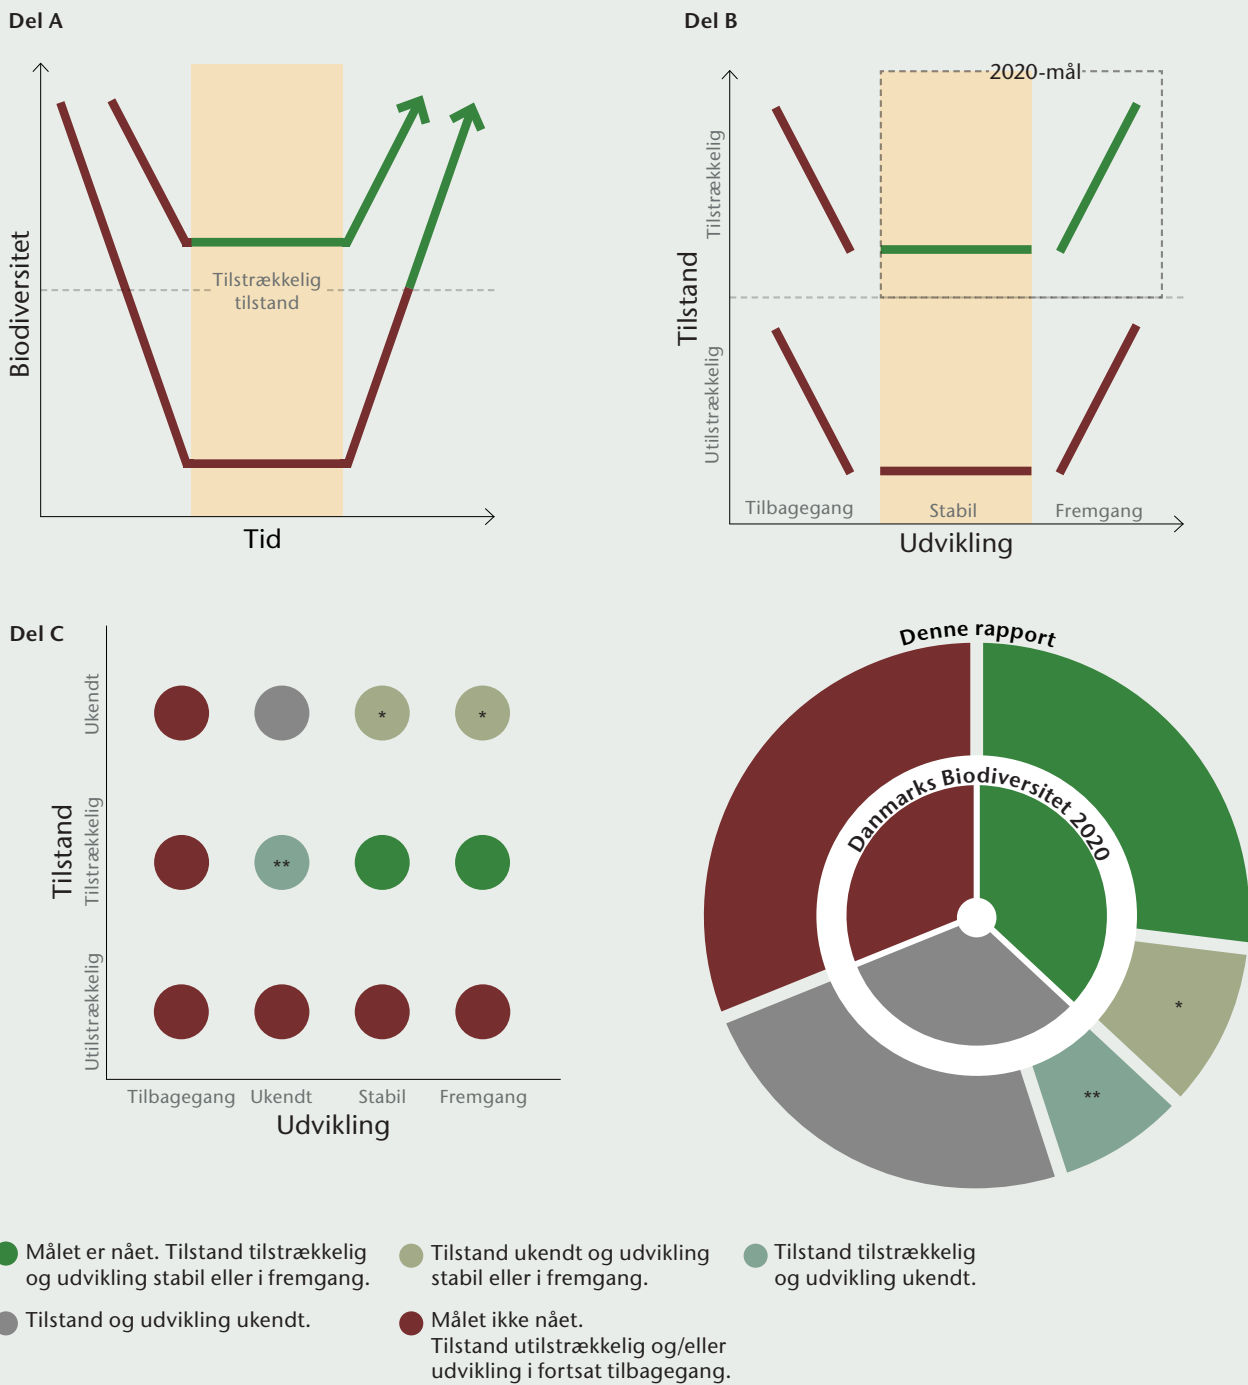 Del A
Biodiversitet
Tilstrækkelig
tilstand
Tid
Del B
2020-mål
Tilstand
Tilstrækkelig
Utilstrækkelig
Tilbagegang
Stabil
Fremgang
Udvikling
Del C
Tilstand
Ukendt
Tilstrækkelig
Utilstrækkelig
*
*
**
Tilbagegang
Ukendt
Stabil
Fremgang
Udvikling
Denne rapport
Danmarks Biodiversitet 2020
*
**
Målet er nået. Tilstand tilstrækkelig
og udvikling stabil eller i fremgang.
Tilstand ukendt og udvikling
stabil eller i fremgang.
Tilstand tilstrækkelig
og udvikling ukendt.
Tilstand og udvikling ukendt.
Målet ikke nået.
Tilstand utilstrækkelig og/eller
udvikling i fortsat tilbagegang.